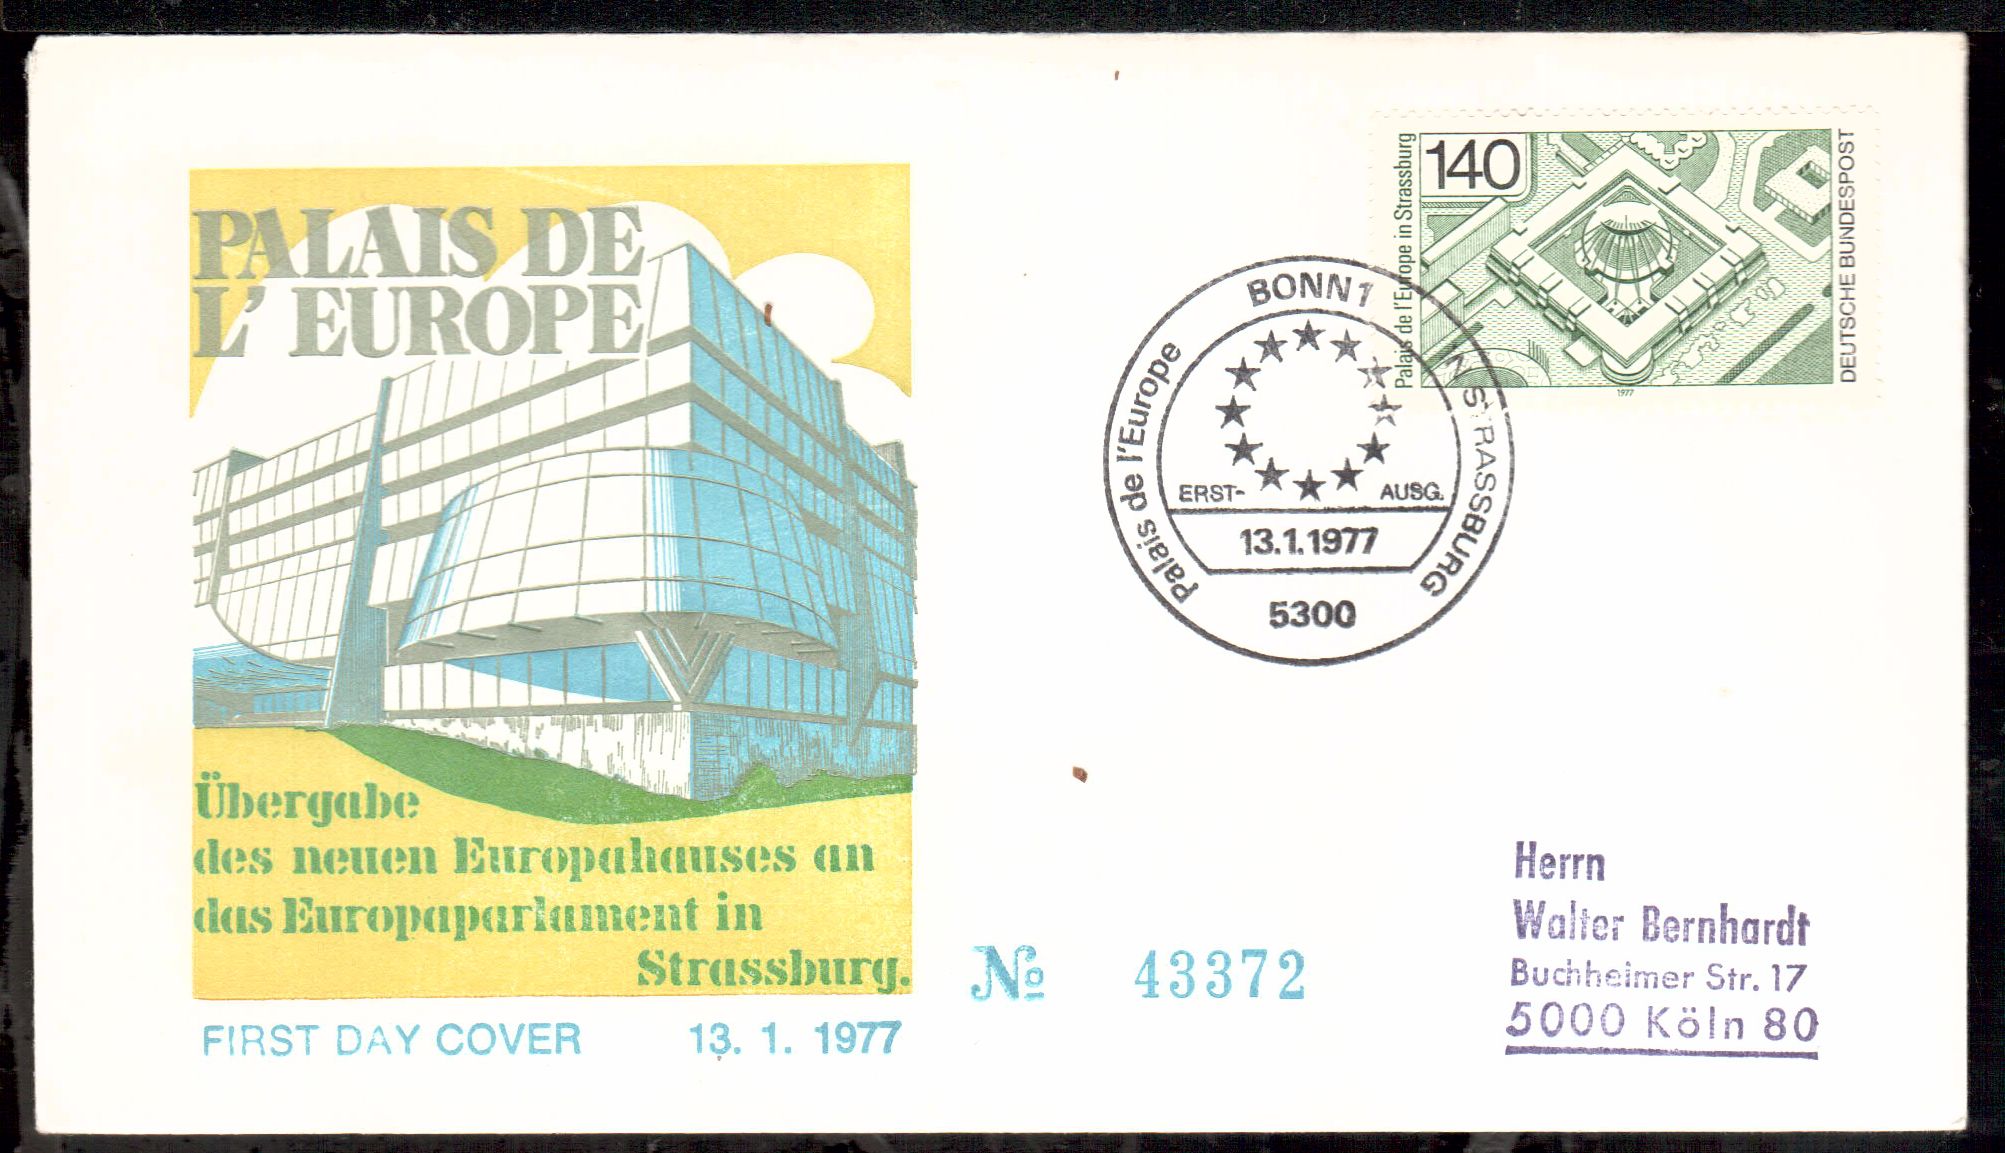 PALAIS DE
L'EUROPE
Übergabe
des neuen Europahauses an
das Europaparlament in
Strassburg.
FIRST DAY COVER 13. 1. 1977
No 43372
140
Palais de l'Europe in Strassburg
DEUTSCHE BUNDESPOST
1977
BONN 1
Palais de l'Europe
IN STRASSBURG
ERST- AUSG.
13.1.1977
5300
Herrn
Walter Bernhardt
Buchheimer Str. 17
5000 Köln 80